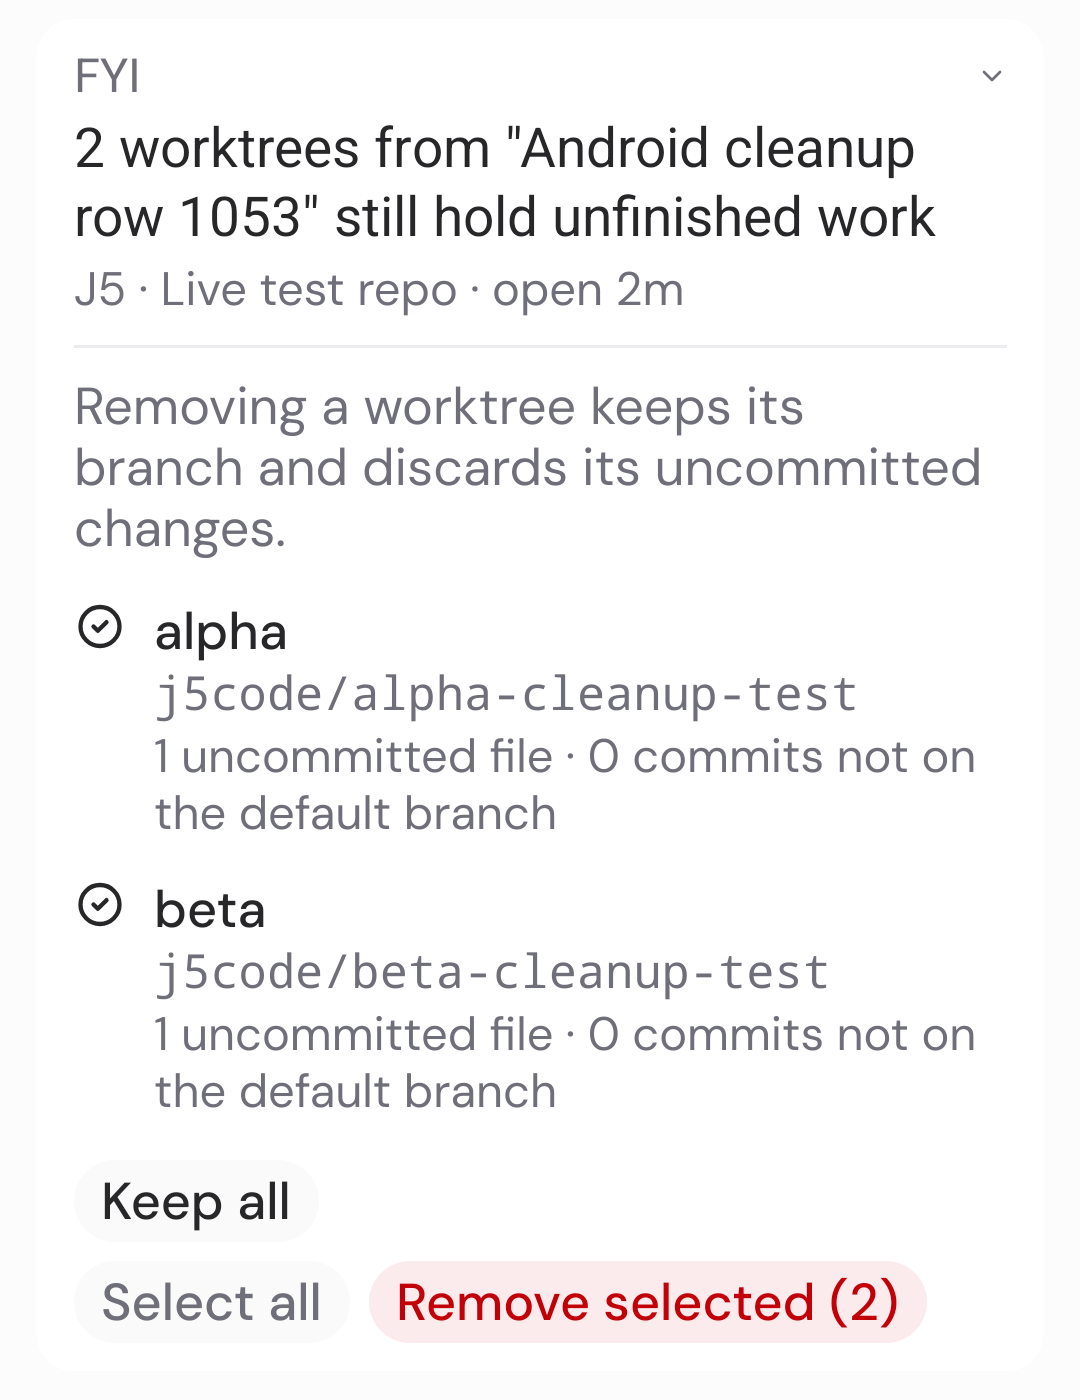 FYI
2 worktrees from "Android cleanup
row 1053" still hold unfinished work
J5 · Live test repo · open 2m
Removing a worktree keeps its
branch and discards its uncommitted
changes.
alpha
j5code/alpha-cleanup-test
1 uncommitted file · 0 commits not on
the default branch
beta
j5code/beta-cleanup-test
1 uncommitted file · 0 commits not on
the default branch
Keep all
Select all
Remove selected (2)